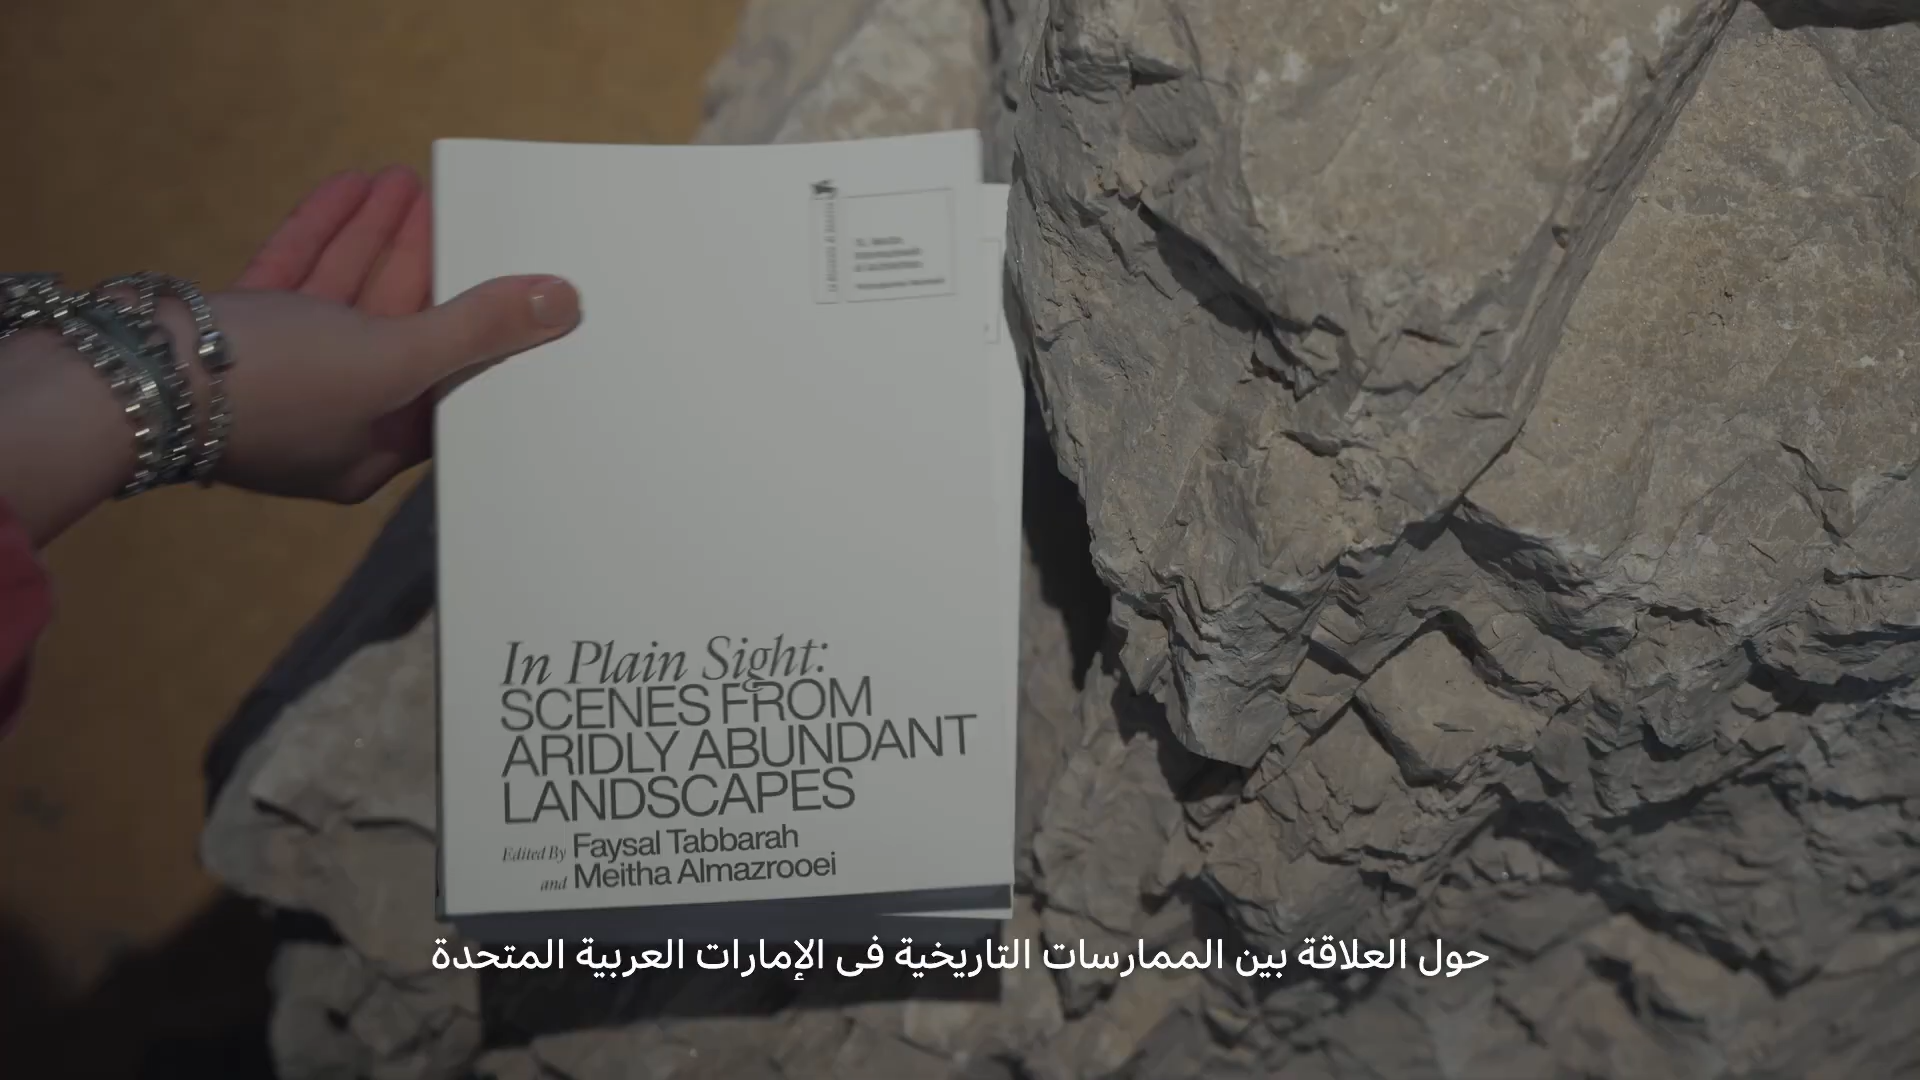 In Plain Sight:
SCENES FROM
ARIDLY ABUNDANT
LANDSCAPES
Edited By Faysal Tabbarah
and Meitha Almazrooei
حول العلاقة بين الممارسات التاريخية فى الإمارات العربية المتحدة